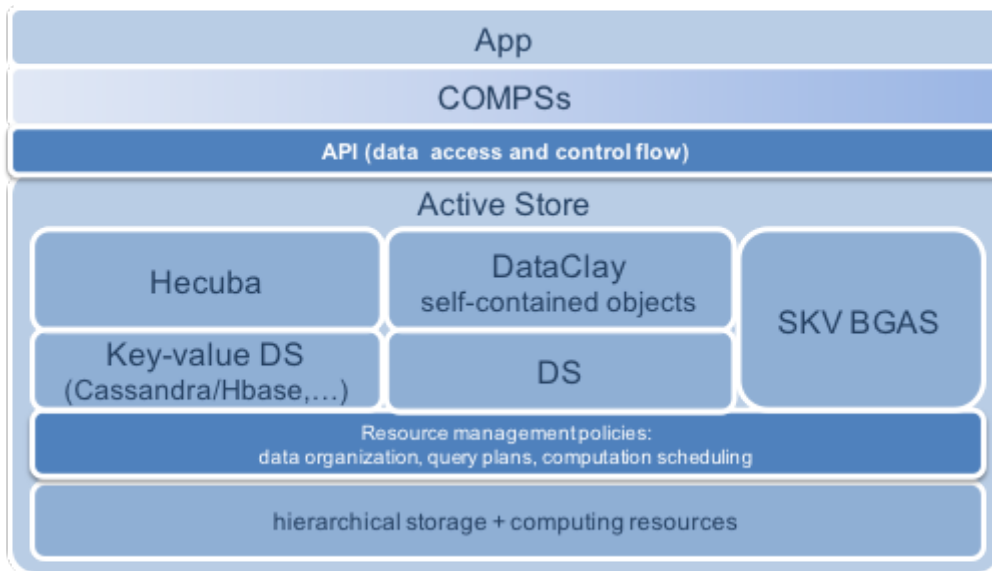 App
COMPSs
API (data access and control flow)
Active Store
Hecuba
DataClay
self-contained objects
SKV BGAS
Key-value DS
(Cassandra/Hbase,...)
DS
Resource management policies:
data organization, query plans, computation scheduling
hierarchical storage + computing resources